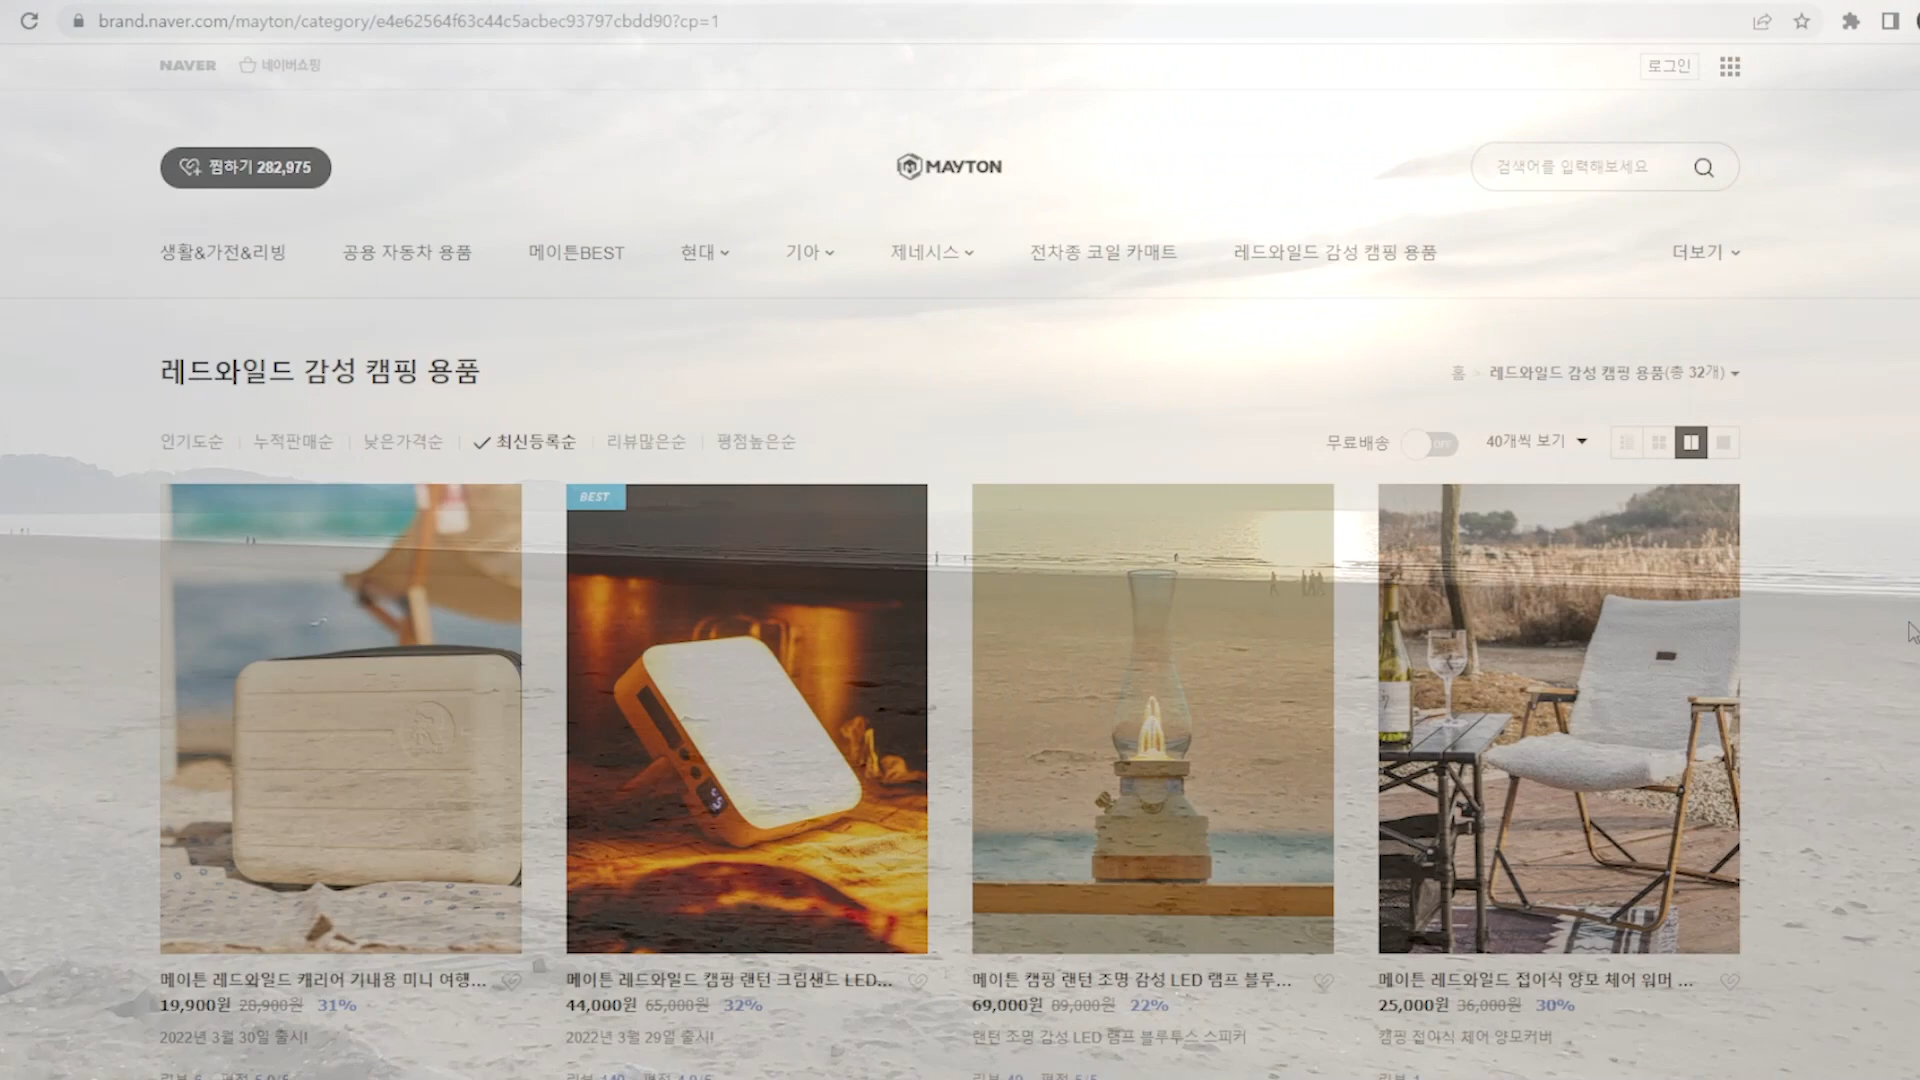 brand.naver.com/mayton/category/e4e62564f63c44c5acbec93797cbdd90?cp=1
NAVER 네이버쇼핑 로그인
찜하기 282,975 MAYTON 검색어를 입력해보세요
생활&가전&리빙 공용 자동차 용품 메이튼BEST 현대 기아 제네시스 전차종 코일 카매트 레드와일드 감성 캠핑 용품 더보기
레드와일드 감성 캠핑 용품 홈 레드와일드 감성 캠핑 용품(총 32개)
인기도순 누적판매순 낮은가격순 최신등록순 리뷰많은순 평점높은순 무료배송 OFF 40개씩 보기
BEST
메이튼 레드와일드 캐리어 기내용 미니 여행... 메이튼 레드와일드 캠핑 랜턴 크림샌드 LED... 메이튼 캠핑 랜턴 조명 감성 LED 램프 블루... 메이튼 레드와일드 접이식 양모 체어 워머 ...
19,900원 28,900원 31% 44,000원 65,000원 32% 69,000원 89,000원 22% 25,000원 36,000원 30%
2022년 3월 30일 출시! 2022년 3월 29일 출시! 랜턴 조명 감성 LED 램프 블루투스 스피커 캠핑 접이식 체어 양모커버